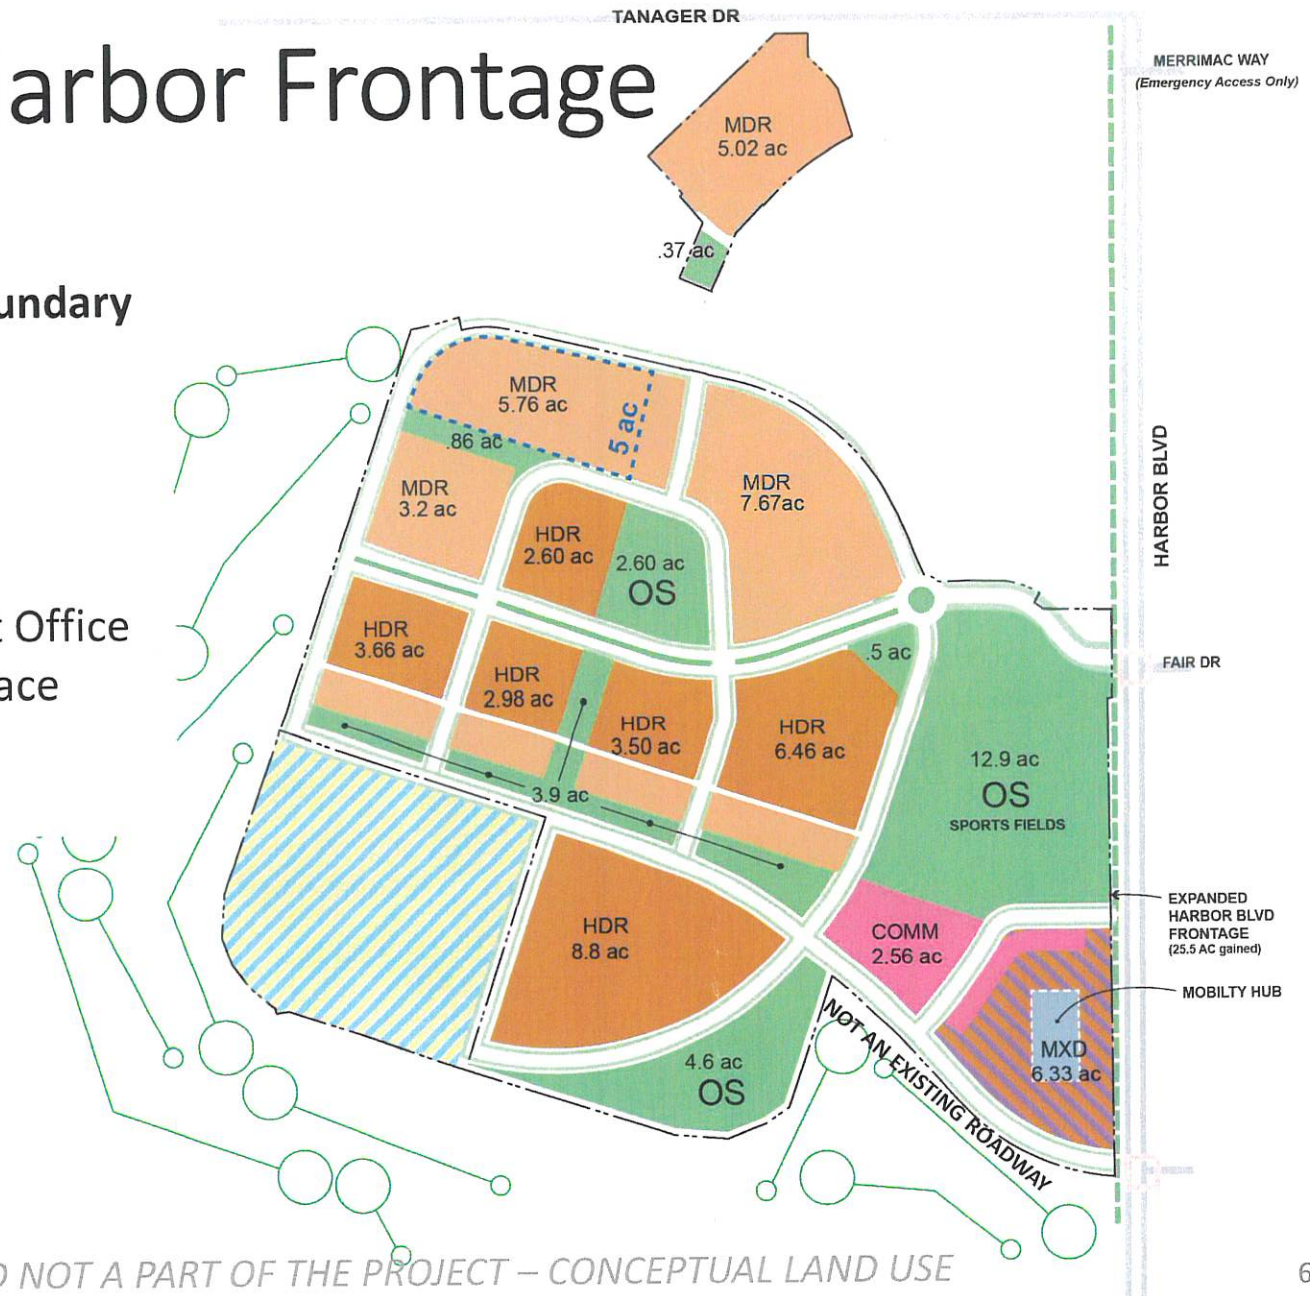 TANAGER DR
arbor Frontage
MERRIMAC WAY
(Emergency Access Only)
MDR
5.02 ac
.37 ac
undary
MDR
5.76 ac
5 ac
.86 ac
MDR
3.2 ac
MDR
7.67ac
HARBOR BLVD
HDR
2.60 ac
2.60 ac
OS
t Office
ace
HDR
3.66 ac
.5 ac
FAIR DR
HDR
2.98 ac
HDR
3.50 ac
HDR
6.46 ac
12.9 ac
OS
SPORTS FIELDS
3.9 ac
HDR
8.8 ac
COMM
2.56 ac
EXPANDED
HARBOR BLVD
FRONTAGE
(25.5 AC gained)
MOBILTY HUB
NOT AN EXISTING ROADWAY
MXD
6.33 ac
4.6 ac
OS
NOT A PART OF THE PROJECT – CONCEPTUAL LAND USE
6